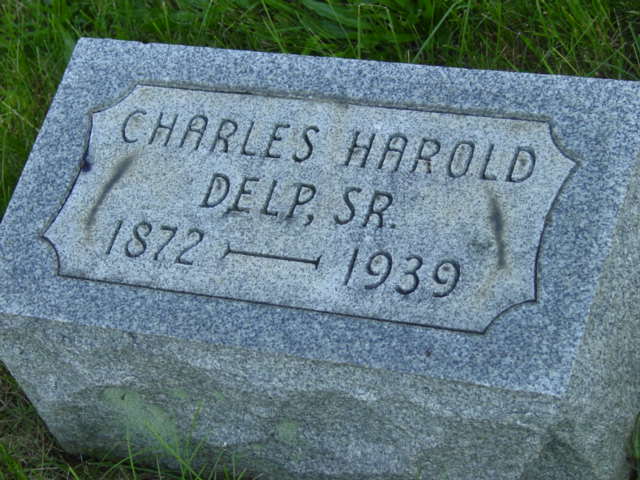 CHARLES HAROLD
DELP, SR.
1872 — 1939